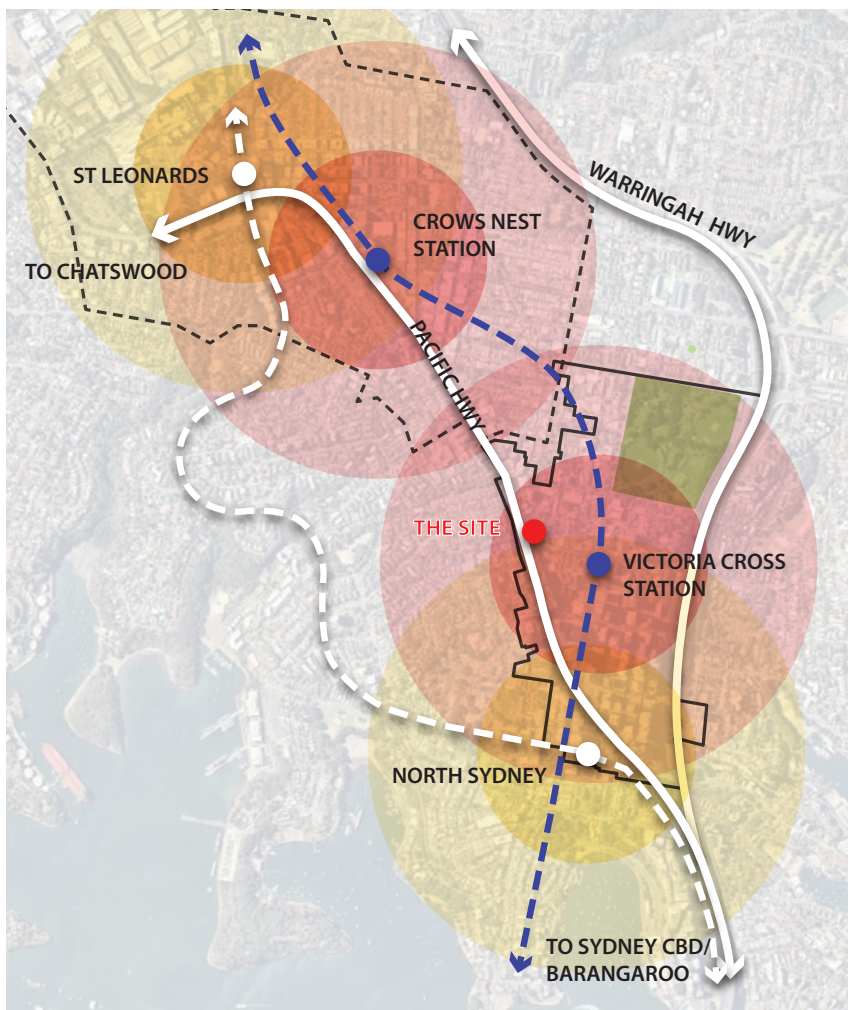 WARRINGAH HWY
ST LEONARDS
CROWS NEST
STATION
TO CHATSWOOD
PACIFIC HWY
THE SITE
VICTORIA CROSS
STATION
NORTH SYDNEY
TO SYDNEY CBD/
BARANGAROO